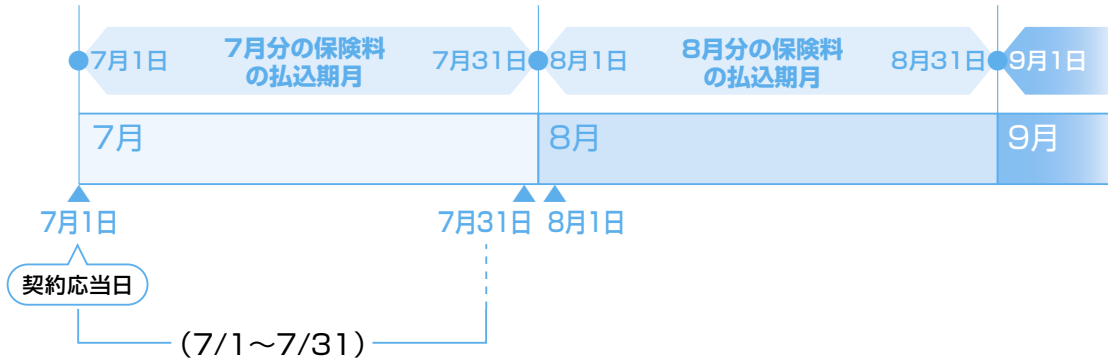 7月1日
7月分の保険料
の払込期月
7月31日
8月1日
8月分の保険料
の払込期月
8月31日
9月1日
7月
8月
9月
7月1日
7月31日
8月1日
契約応当日
（7/1～7/31）